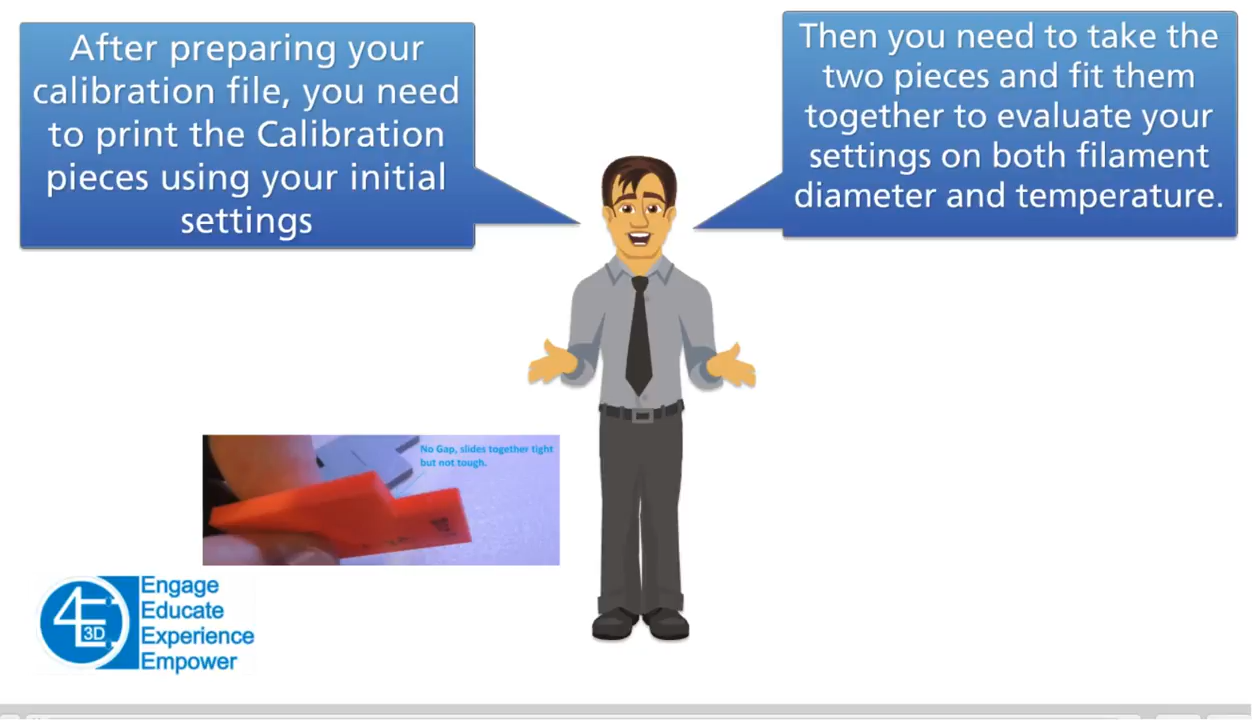 After preparing your
calibration file, you need
to print the Calibration
pieces using your initial
settings
Then you need to take the
two pieces and fit them
together to evaluate your
settings on both filament
diameter and temperature.
No Gap, slides together tight
but not tough.
4E
3D
Engage
Educate
Experience
Empower